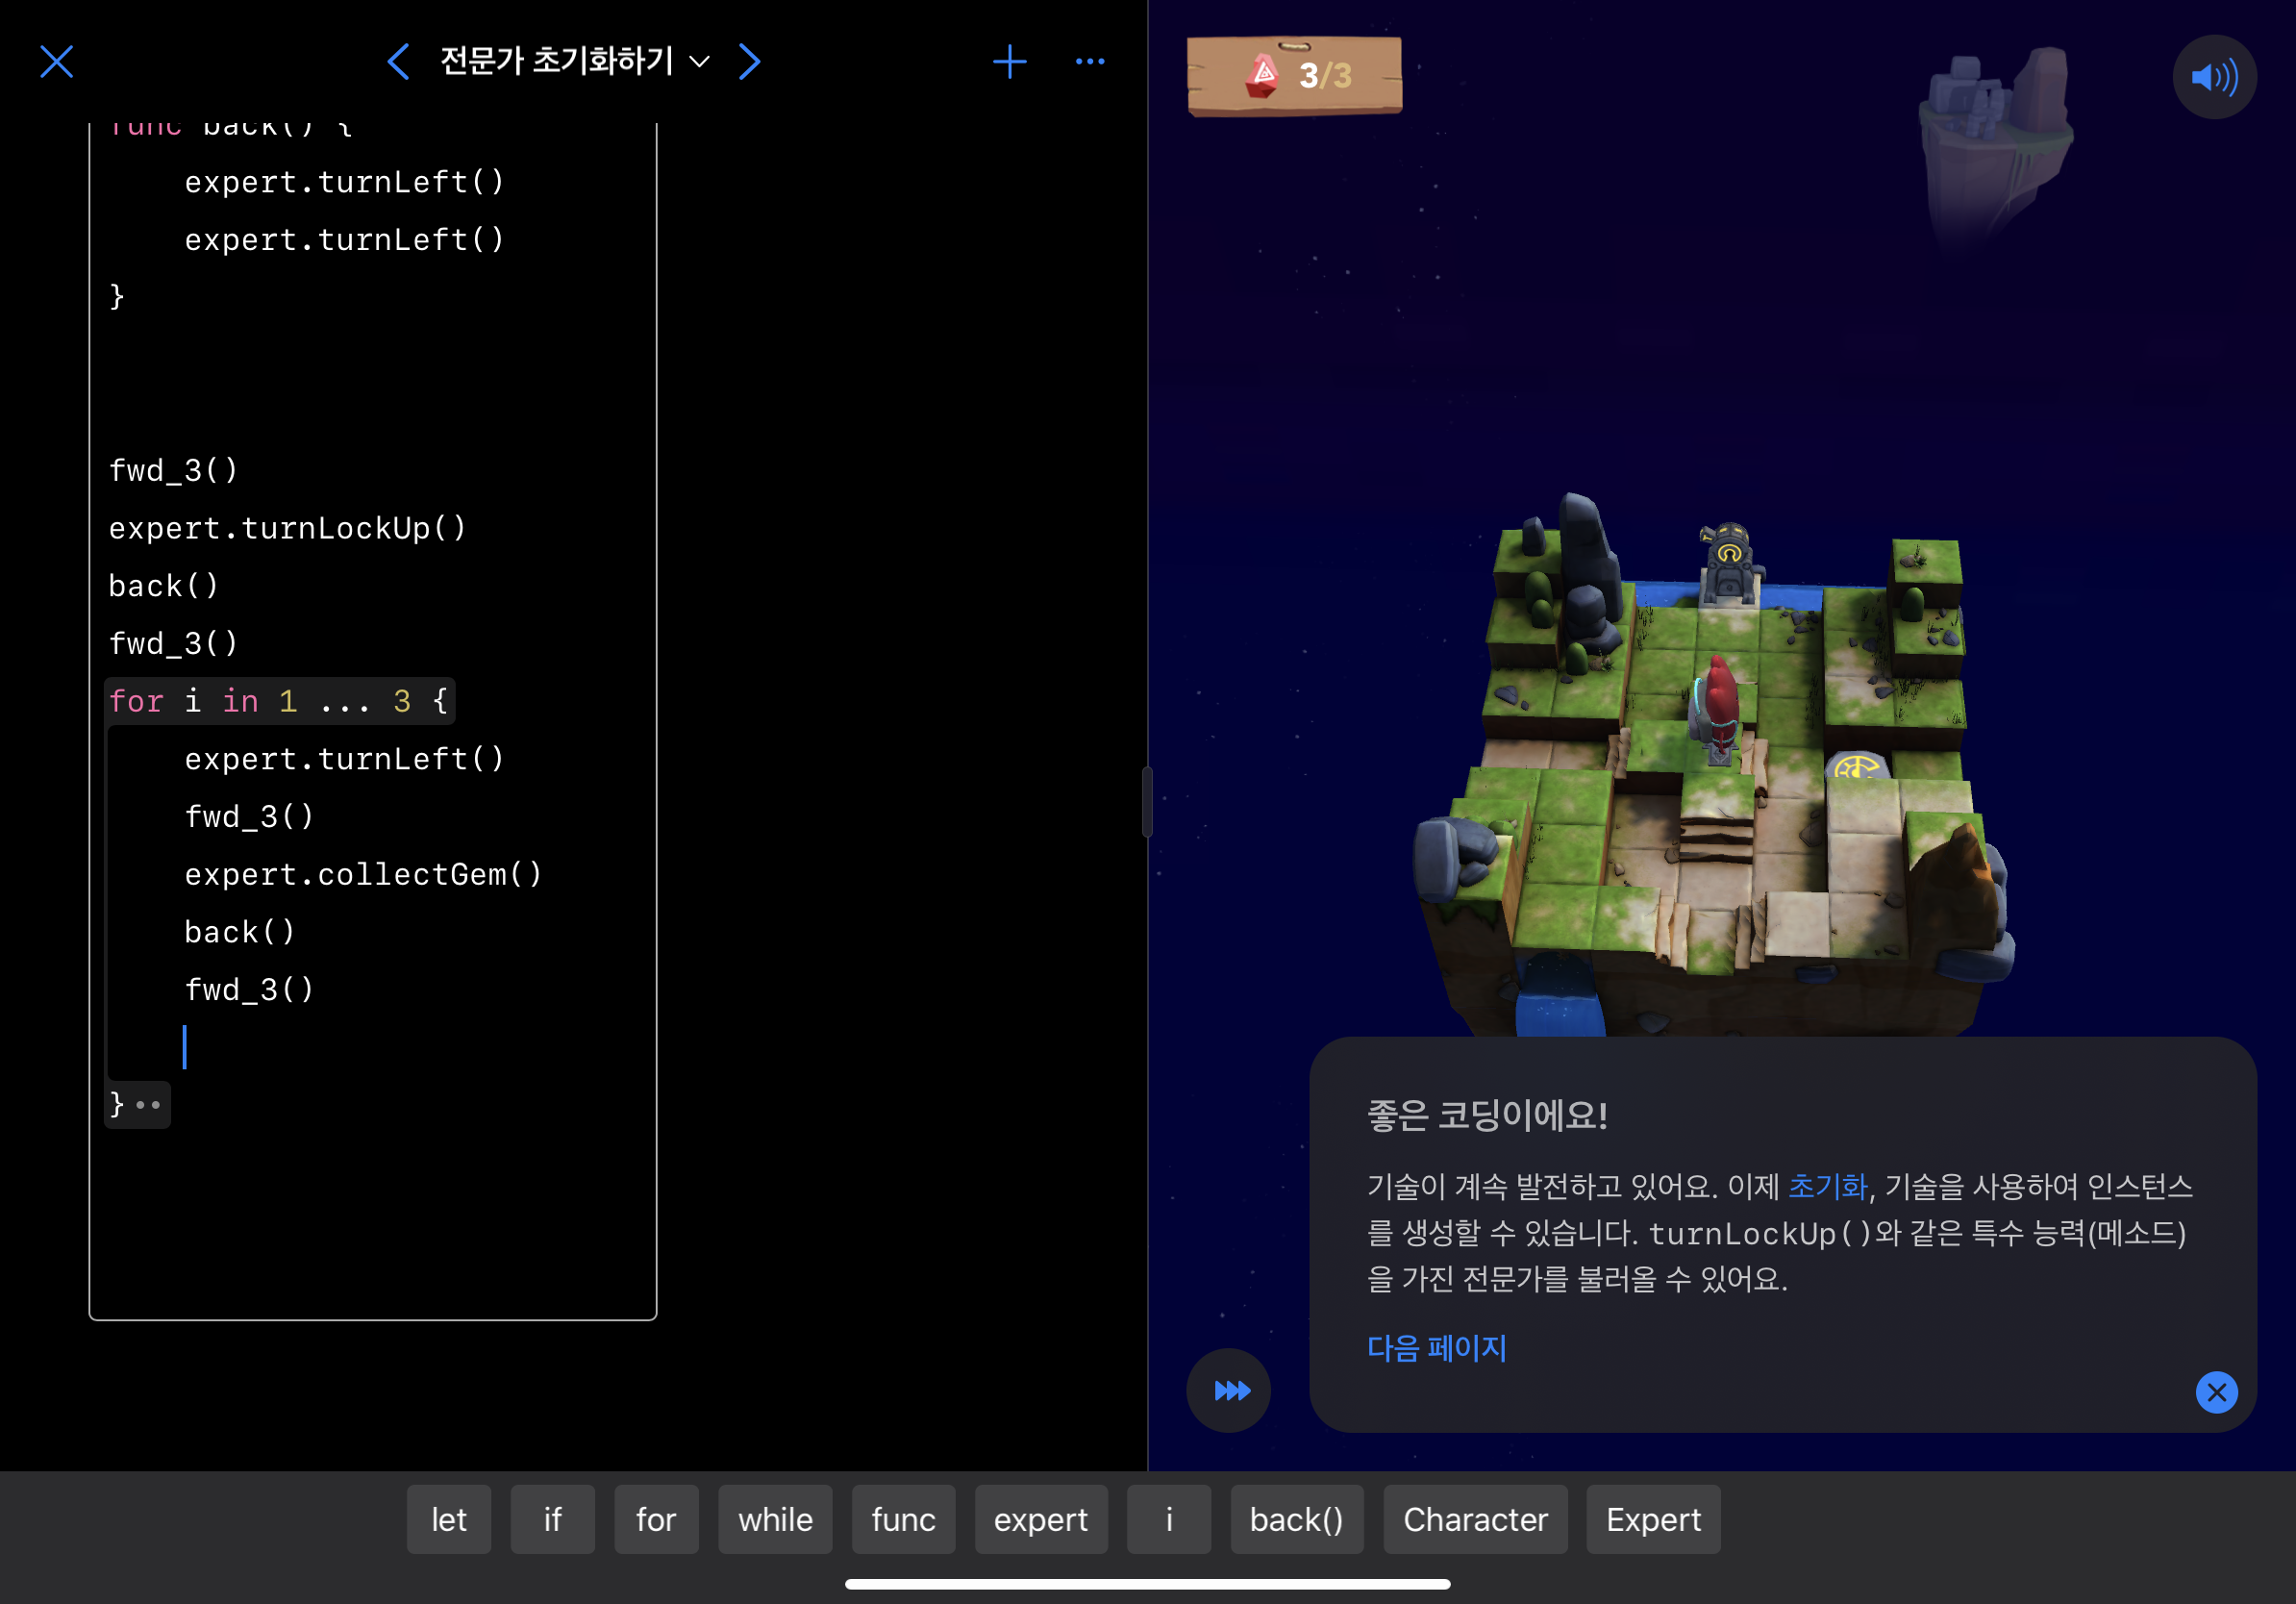 전문가 초기화하기
func back() {
expert.turnLeft()
expert.turnLeft()
}
fwd_3()
expert.turnLockUp()
back()
fwd_3()
for i in 1 ... 3 {
expert.turnLeft()
fwd_3()
expert.collectGem()
back()
fwd_3()
}
3/3
좋은 코딩이에요!
기술이 계속 발전하고 있어요. 이제 초기화, 기술을 사용하여 인스턴스
를 생성할 수 있습니다. turnLockUp()와 같은 특수 능력(메소드)
을 가진 전문가를 불러올 수 있어요.
다음 페이지
let if for while func expert i back() Character Expert